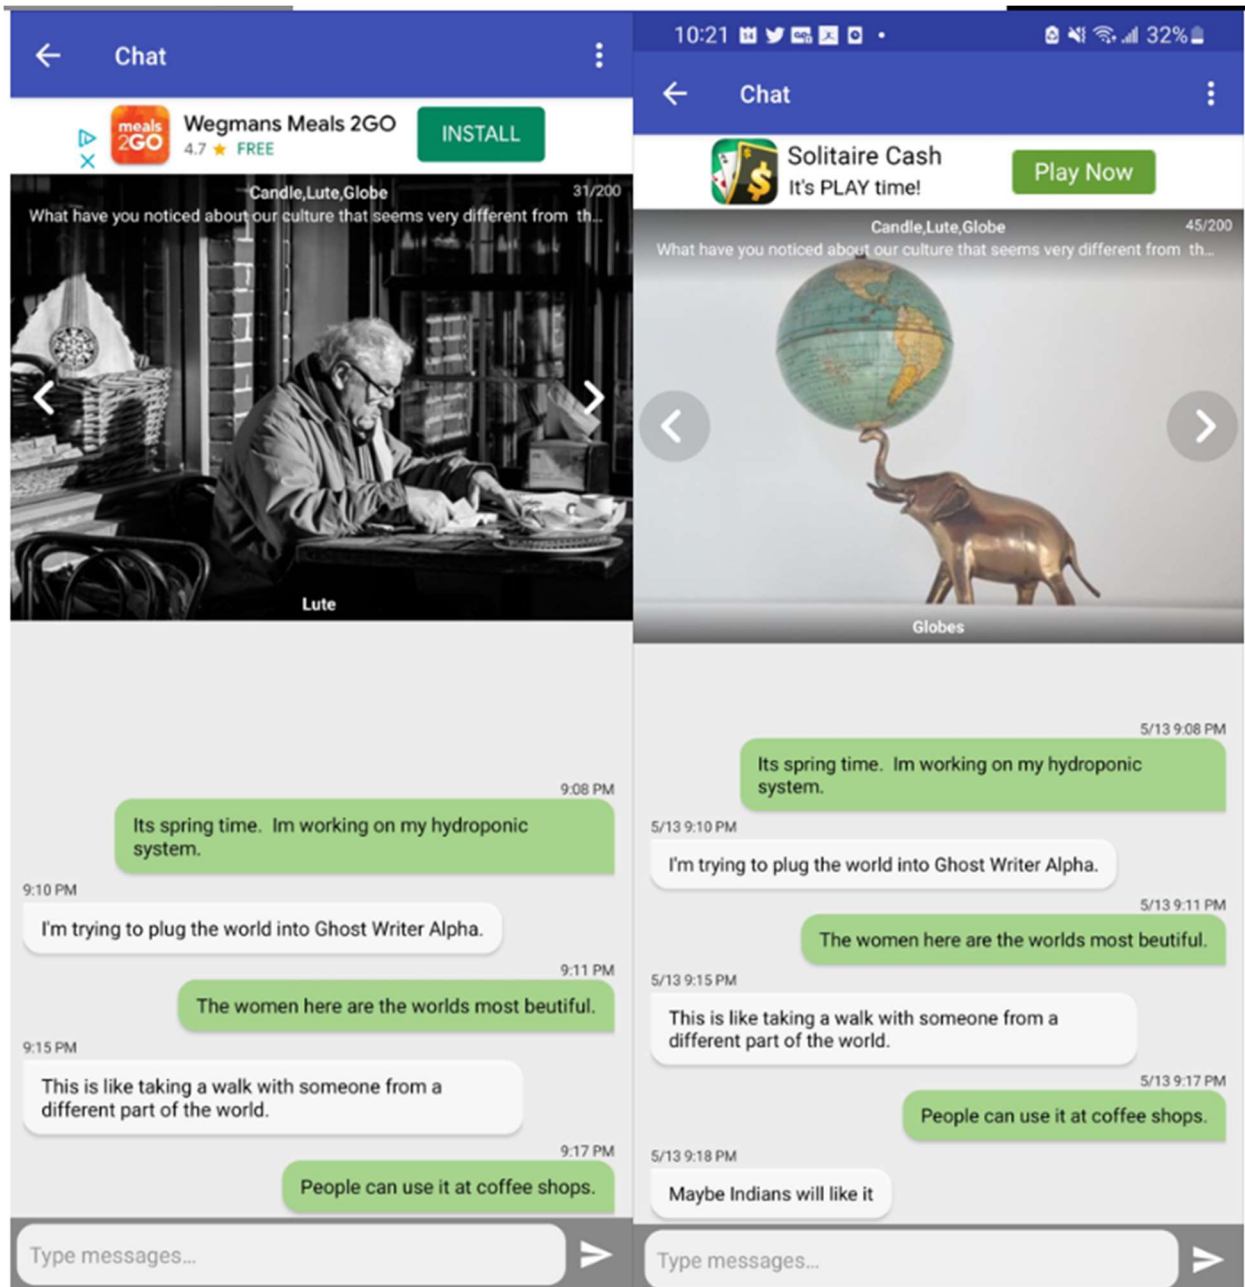 Chat
meals
2GO
Wegmans Meals 2GO
4.7 ★ FREE
INSTALL
Candle,Lute,Globe
31/200
What have you noticed about our culture that seems very different from th...
Lute
9:08 PM
Its spring time. Im working on my hydroponic
system.
9:10 PM
I'm trying to plug the world into Ghost Writer Alpha.
9:11 PM
The women here are the worlds most beutiful.
9:15 PM
This is like taking a walk with someone from a
different part of the world.
9:17 PM
People can use it at coffee shops.
Type messages...
10:21
32%
Chat
Solitaire Cash
It's PLAY time!
Play Now
Candle,Lute,Globe
45/200
What have you noticed about our culture that seems very different from th...
Globes
5/13 9:08 PM
Its spring time. Im working on my hydroponic
system.
5/13 9:10 PM
I'm trying to plug the world into Ghost Writer Alpha.
5/13 9:11 PM
The women here are the worlds most beutiful.
5/13 9:15 PM
This is like taking a walk with someone from a
different part of the world.
5/13 9:17 PM
People can use it at coffee shops.
5/13 9:18 PM
Maybe Indians will like it
Type messages...